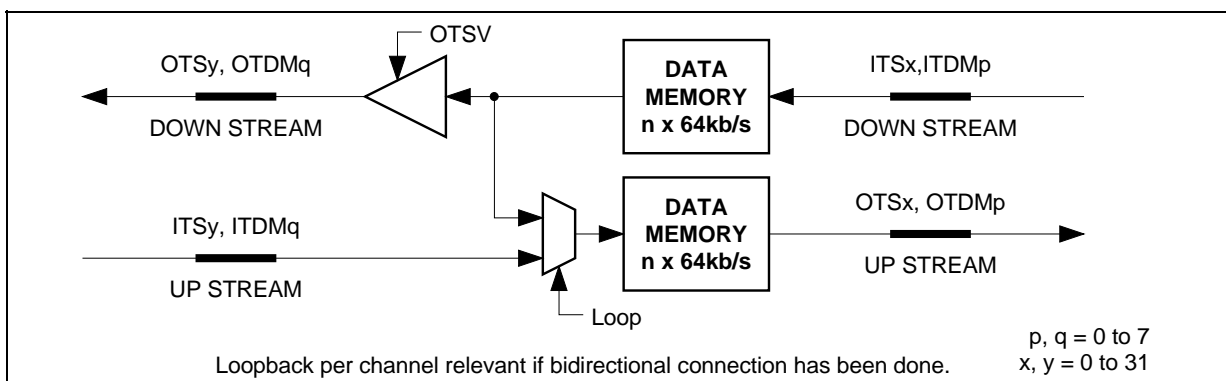 OTSV
OTSy, OTDMq
DOWN STREAM
DATA
MEMORY
n x 64kb/s
ITSx,ITDMp
DOWN STREAM
ITSy, ITDMq
UP STREAM
DATA
MEMORY
n x 64kb/s
OTSx, OTDMp
UP STREAM
Loop
Loopback per channel relevant if bidirectional connection has been done.
p, q = 0 to 7
x, y = 0 to 31